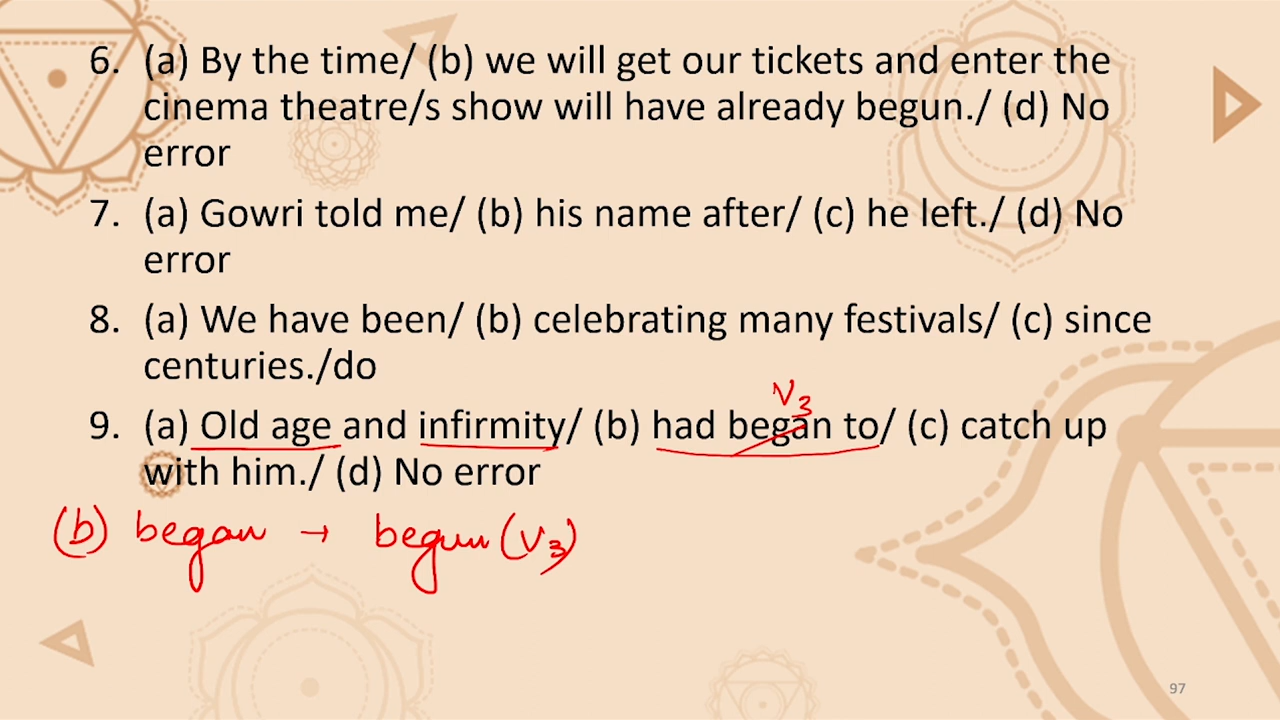 6. (a) By the time/ (b) we will get our tickets and enter the
cinema theatre/s show will have already begun./ (d) No
error
7. (a) Gowri told me/ (b) his name after/ (c) he left./ (d) No
error
8. (a) We have been/ (b) celebrating many festivals/ (c) since
centuries./do
V3
9. (a) Old age and infirmity/ (b) had began to/ (c) catch up
with him./ (d) No error
(b) began → begun (V3)
97